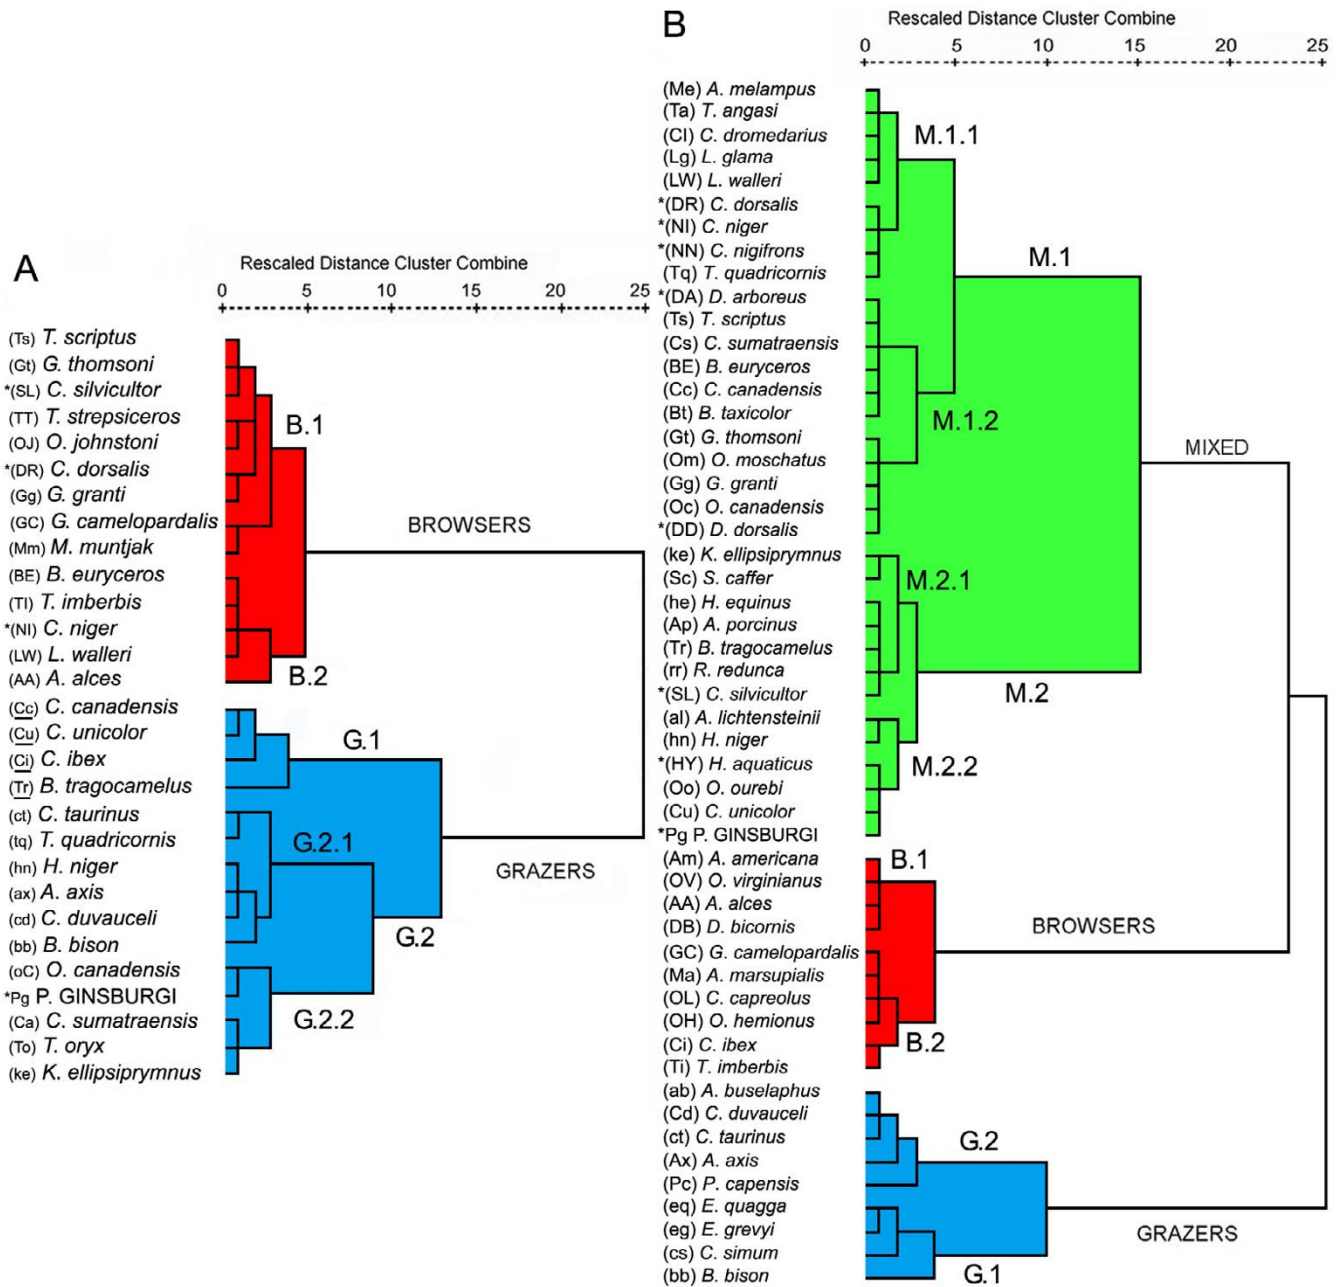 A
Rescaled Distance Cluster Combine
0 5 10 15 20 25
(Ts) T. scriptus
(Gt) G. thomsoni
*(SL) C. silvicultor
(TT) T. strepsiceros
(OJ) O. johnstoni
*(DR) C. dorsalis
(Gg) G. granti
(GC) G. camelopardalis
(Mm) M. muntjak
(BE) B. euryceros
(TI) T. imberbis
*(NI) C. niger
(LW) L. walleri
(AA) A. alces
(Cc) C. canadensis
(Cu) C. unicolor
(Ci) C. ibex
(Tr) B. tragocamelus
(ct) C. taurinus
(tq) T. quadricornis
(hn) H. niger
(ax) A. axis
(cd) C. duvauceli
(bb) B. bison
(oC) O. canadensis
*Pg P. GINSBURGI
(Ca) C. sumatraensis
(To) T. oryx
(ke) K. ellipsiprymnus
B.1
BROWSERS
B.2
G.1
G.2.1
GRAZERS
G.2
G.2.2
B
Rescaled Distance Cluster Combine
0 5 10 15 20 25
(Me) A. melampus
(Ta) T. angasi
(Cl) C. dromedarius
(Lg) L. glama
(LW) L. walleri
*(DR) C. dorsalis
*(NI) C. niger
*(NN) C. nigifrons
(Tq) T. quadricornis
*(DA) D. arboreus
(Ts) T. scriptus
(Cs) C. sumatraensis
(BE) B. euryceros
(Cc) C. canadensis
(Bt) B. taxicolor
(Gt) G. thomsoni
(Om) O. moschatus
(Gg) G. granti
(Oc) O. canadensis
*(DD) D. dorsalis
(ke) K. ellipsiprymnus
(Sc) S. caffer
(he) H. equinus
(Ap) A. porcinus
(Tr) B. tragocamelus
(rr) R. redunca
*(SL) C. silvicultor
(al) A. lichtensteinii
(hn) H. niger
*(HY) H. aquaticus
(Oo) O. ourebi
(Cu) C. unicolor
*Pg P. GINSBURGI
(Am) A. americana
(OV) O. virginianus
(AA) A. alces
(DB) D. bicornis
(GC) G. camelopardalis
(Ma) A. marsupialis
(OL) C. capreolus
(OH) O. hemionus
(Ci) C. ibex
(Ti) T. imberbis
(ab) A. buselaphus
(Cd) C. duvauceli
(ct) C. taurinus
(Ax) A. axis
(Pc) P. capensis
(eq) E. quagga
(eg) E. grevyi
(cs) C. simum
(bb) B. bison
M.1.1
M.1
M.1.2
MIXED
M.2.1
M.2
M.2.2
B.1
BROWSERS
B.2
G.2
GRAZERS
G.1